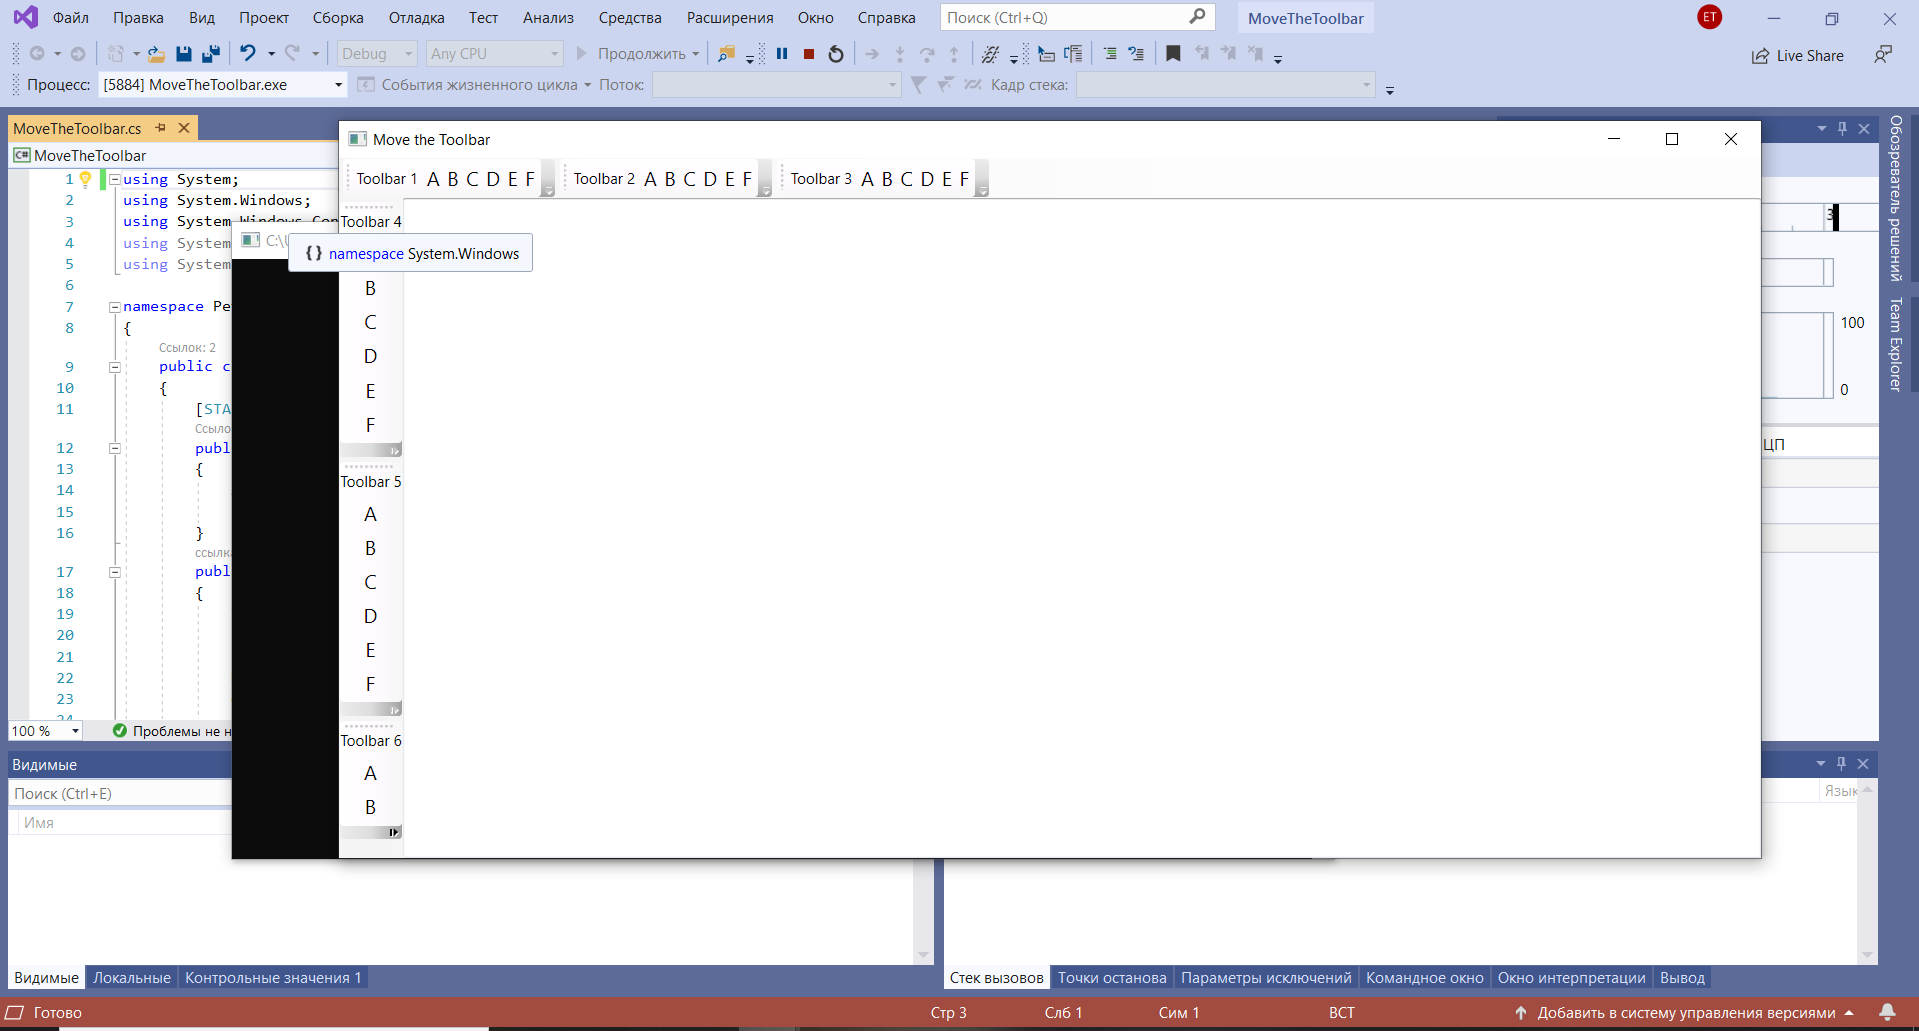 Файл Правка Вид Проект Сборка Отладка Тест Анализ Средства Расширения Окно Справка Поиск (Ctrl+Q) MoveTheToolbar ET
Debug Any CPU Продолжить Live Share
Процесс: [5884] MoveTheToolbar.exe События жизненного цикла Поток: Кадр стека:
MoveTheToolbar.cs
C# MoveTheToolbar
Move the Toolbar
Toolbar 1 A B C D E F Toolbar 2 A B C D E F Toolbar 3 A B C D E F
1 using System;
2 using System.Windows;
3 using System.Windows.Con
4 using System
5 using System
6
7 namespace Pe
8 {
Ссылок: 2
9 public c
10 {
11 [STA
Ссыло
12 publ
13 {
14
15
16 }
ссылк
17 publ
18 {
19
20
21
22
23
24
C:\U
{} namespace System.Windows
Toolbar 4
B
C
D
E
F
Toolbar 5
A
B
C
D
E
F
Toolbar 6
A
B
3
100
0
ЦП
Обозреватель решений
Team Explorer
100 % Проблемы не н
Видимые
Поиск (Ctrl+E)
Имя
Язык
Видимые Локальные Контрольные значения 1
Стек вызовов Точки останова Параметры исключений Командное окно Окно интерпретации Вывод
Готово Стр 3 Слб 1 Сим 1 ВСТ Добавить в систему управления версиями